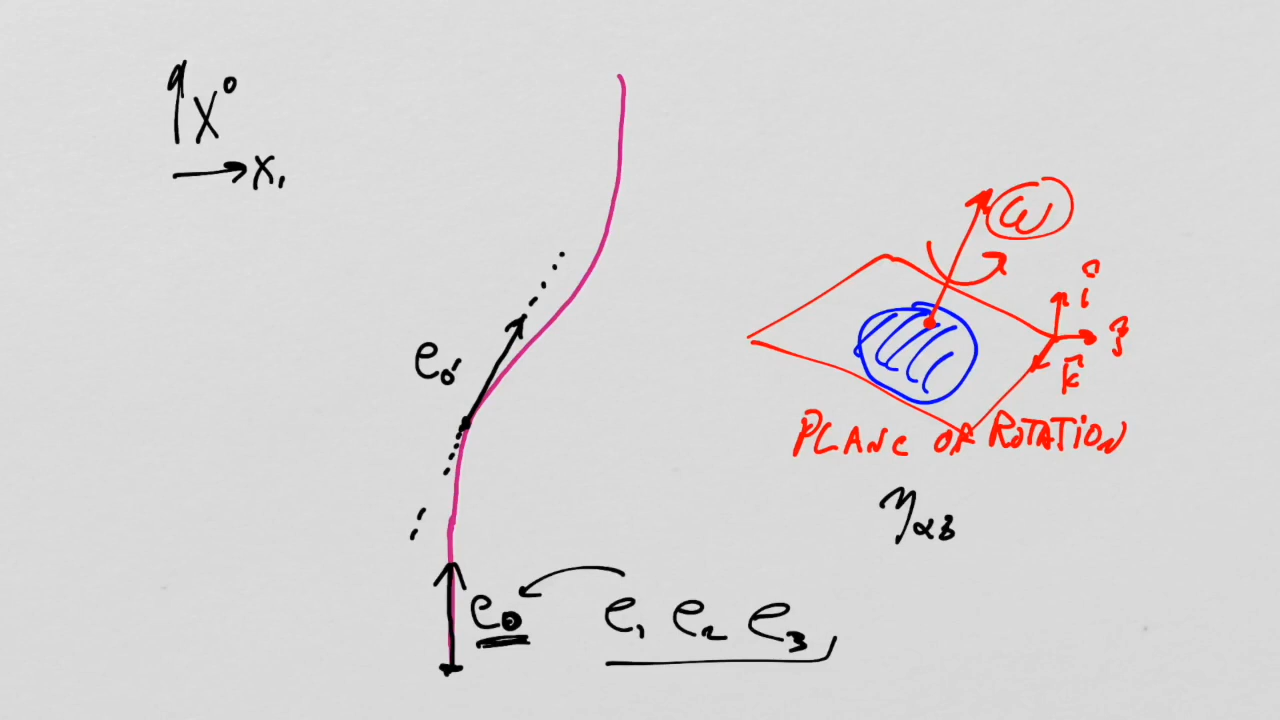 X⁰
X₁
ω
î
k̂
e₀'
PLANE OF ROTATION
ηαβ
e₀
e₁ e₂ e₃